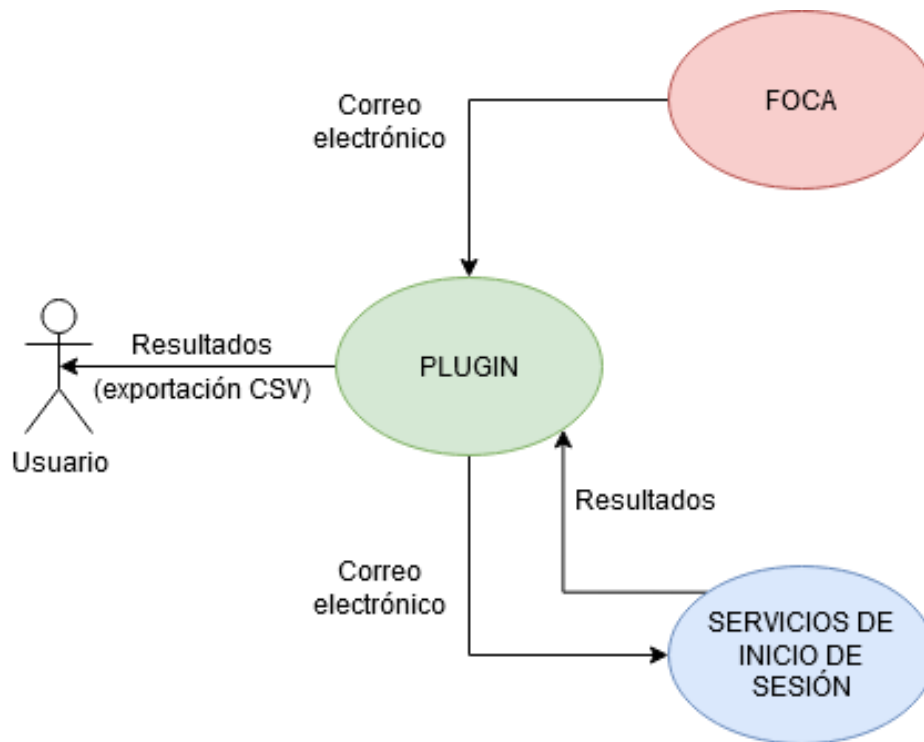 FOCA
Correo
electrónico
Resultados
(exportación CSV)
PLUGIN
Usuario
Resultados
Correo
electrónico
SERVICIOS DE
INICIO DE
SESIÓN